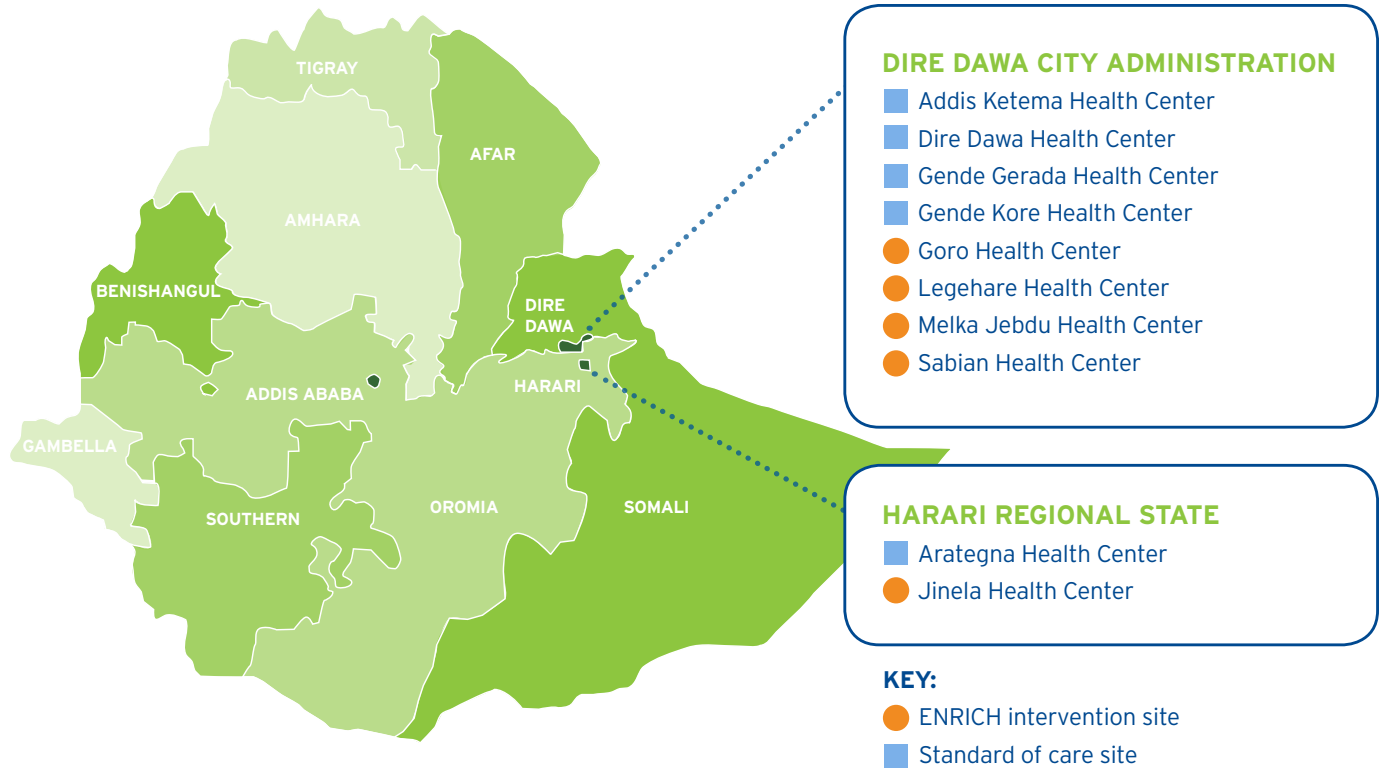 TIGRAY
AFAR
AMHARA
BENISHANGUL
DIRE
DAWA
ADDIS ABABA
HARARI
GAMBELLA
SOUTHERN
OROMIA
SOMALI
DIRE DAWA CITY ADMINISTRATION
Addis Ketema Health Center
Dire Dawa Health Center
Gende Gerada Health Center
Gende Kore Health Center
Goro Health Center
Legehare Health Center
Melka Jebdu Health Center
Sabian Health Center
HARARI REGIONAL STATE
Arategna Health Center
Jinela Health Center
KEY:
ENRICH intervention site
Standard of care site